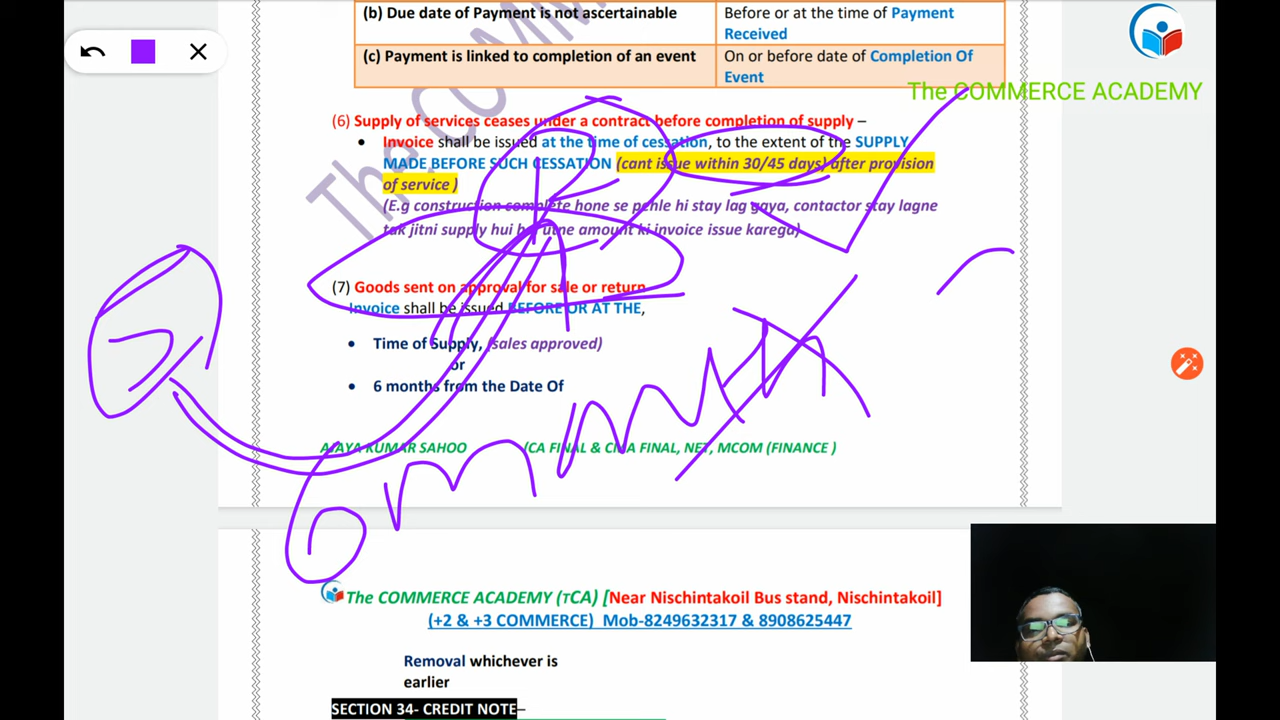 (b) Due date of Payment is not ascertainable
Before or at the time of Payment
Received
(c) Payment is linked to completion of an event
On or before date of Completion Of
Event
The COMMERCE ACADEMY
(6) Supply of services ceases under a contract before completion of supply –
• Invoice shall be issued at the time of cessation, to the extent of the SUPPLY
MADE BEFORE SUCH CESSATION (cant issue within 30/45 days) after provision
of service )
(E.g construction complete hone se pehle hi stay lag gaya, contactor stay lagne
tak jitni supply hui hai utne amount ki invoice issue karega)
(7) Goods sent on approval for sale or return
Invoice shall be issued BEFORE OR AT THE,
• Time of Supply, (sales approved)
or
• 6 months from the Date Of
AJAYA KUMAR SAHOO (CA FINAL & CMA FINAL, NET, MCOM (FINANCE )
6 month
The COMMERCE ACADEMY (TCA) [Near Nischintakoil Bus stand, Nischintakoil]
(+2 & +3 COMMERCE) Mob-8249632317 & 8908625447
Removal whichever is
earlier
SECTION 34- CREDIT NOTE–